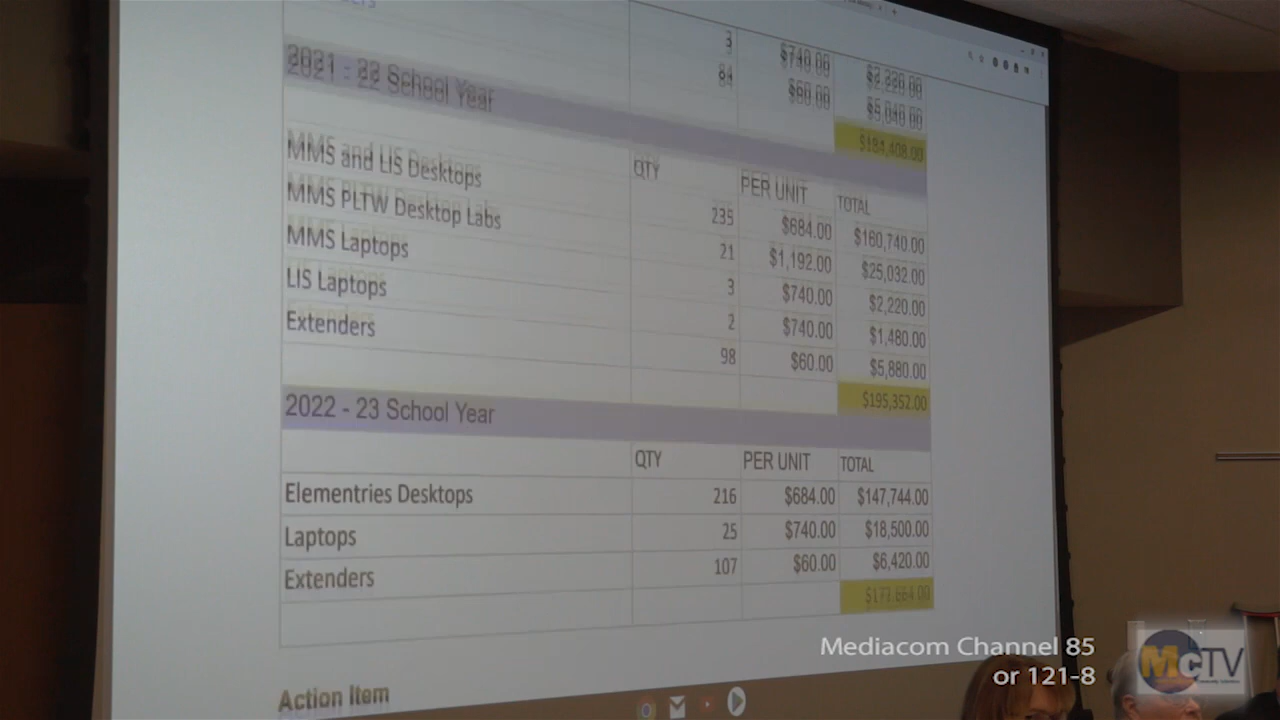 3 $740.00 $2,220.00
84 $60.00 $5,040.00
$184,408.00
2021 - 22 School Year
QTY PER UNIT TOTAL
MMS and LIS Desktops 235 $684.00 $160,740.00
MMS PLTW Desktop Labs 21 $1,192.00 $25,032.00
MMS Laptops 3 $740.00 $2,220.00
LIS Laptops 2 $740.00 $1,480.00
Extenders 98 $60.00 $5,880.00
$195,352.00
2022 - 23 School Year
QTY PER UNIT TOTAL
Elementries Desktops 216 $684.00 $147,744.00
Laptops 25 $740.00 $18,500.00
Extenders 107 $60.00 $6,420.00
Action Item
Mediacom Channel 85
or 121-8
McTV